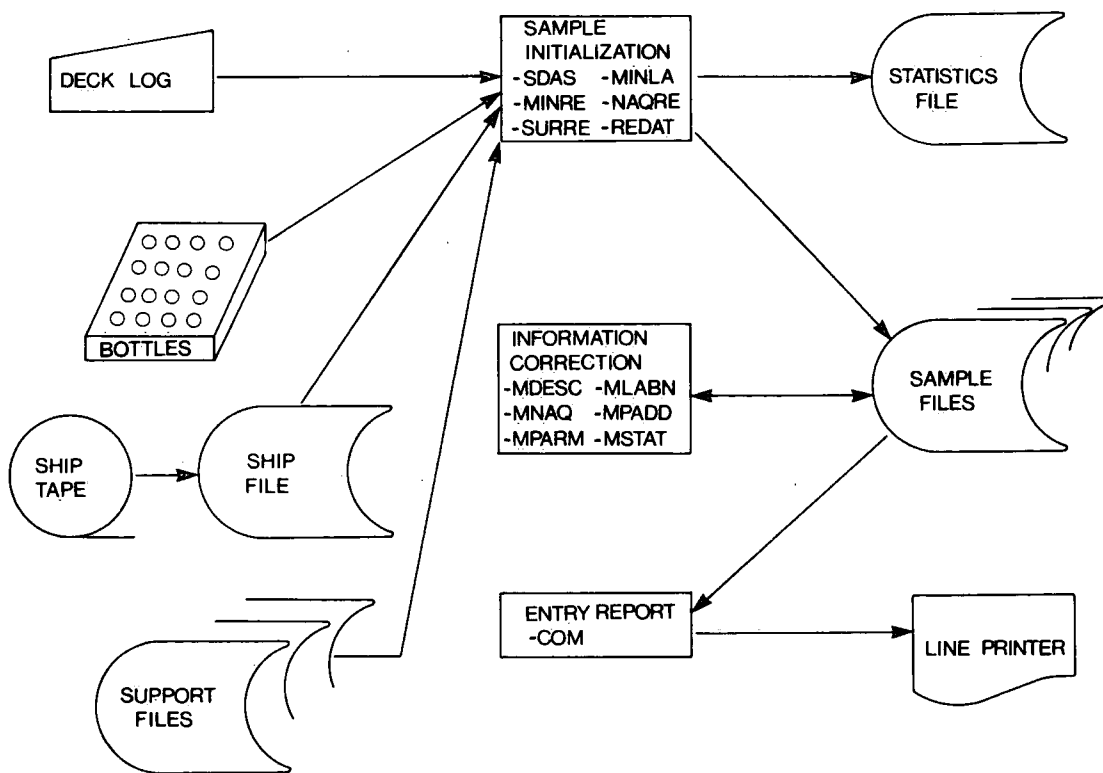 DECK LOG
SAMPLE
INITIALIZATION
-SDAS -MINLA
-MINRE -NAQRE
-SURRE -REDAT
STATISTICS
FILE
BOTTLES
INFORMATION
CORRECTION
-MDESC -MLABN
-MNAQ -MPADD
-MPARM -MSTAT
SAMPLE
FILES
SHIP
TAPE
SHIP
FILE
ENTRY REPORT
-COM
LINE PRINTER
SUPPORT
FILES